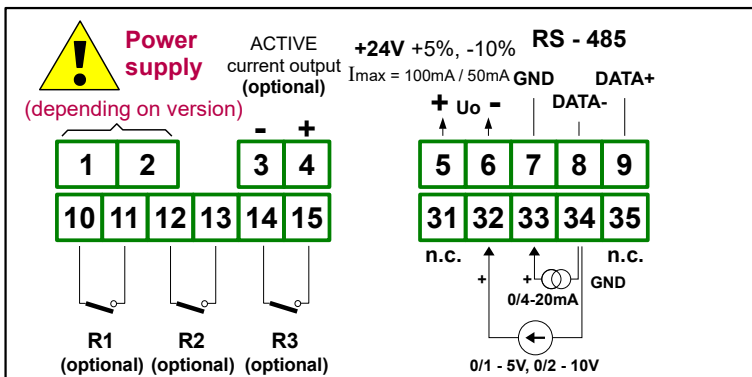 Power
supply
(depending on version)
ACTIVE
current output
(optional)
- +
+24V +5%, -10%
Imax = 100mA / 50mA
+ Uo -
RS - 485
GND
DATA-
DATA+
1 2 3 4 5 6 7 8 9
10 11 12 13 14 15 31 32 33 34 35
n.c. n.c.
+ + GND
0/4-20mA
R1 R2 R3
(optional) (optional) (optional)
0/1 - 5V, 0/2 - 10V